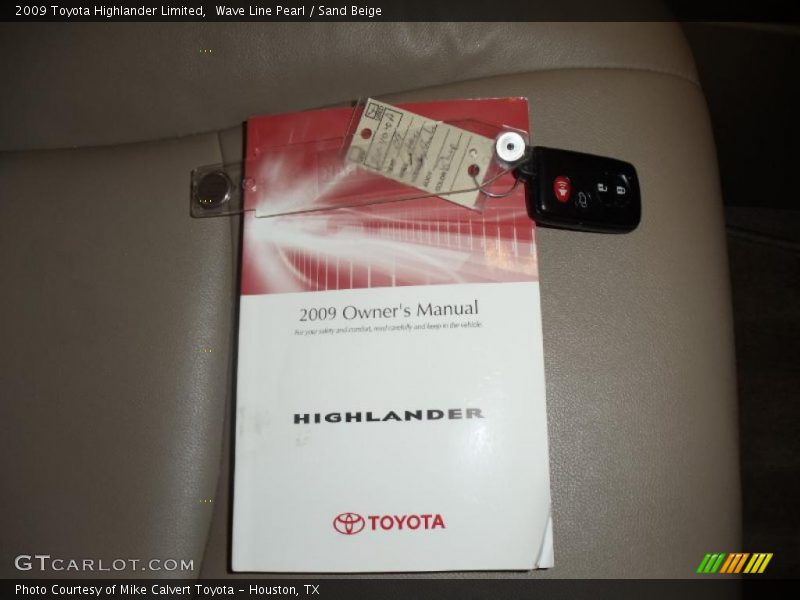 2009 Toyota Highlander Limited,  Wave Line Pearl / Sand Beige
2009 Owner's Manual
For your safety and comfort, read carefully and keep in the vehicle.
HIGHLANDER
TOYOTA
GTCARLOT.COM
Photo Courtesy of Mike Calvert Toyota - Houston, TX